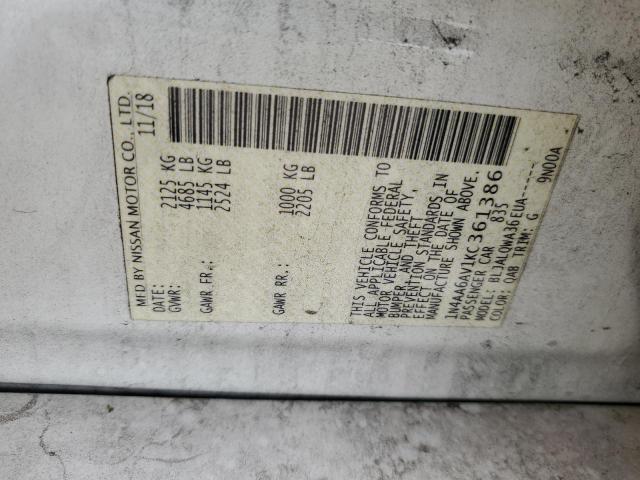 MFD BY NISSAN MOTOR CO., LTD.
DATE: 11/18
GVWR: 2125 KG
4685 LB
GAWR FR.: 1145 KG
2524 LB
GAWR RR.: 1000 KG
2205 LB
THIS VEHICLE CONFORMS TO
ALL APPLICABLE FEDERAL
MOTOR VEHICLE SAFETY,
BUMPER, AND THEFT
PREVENTION STANDARDS IN
EFFECT ON THE DATE OF
MANUFACTURE SHOWN ABOVE.
1N4AA6AV1KC361386
PASSENGER CAR 835
MODEL: BLJALQWA36EUA-----
COLOR: QAB TRIM: G 9N00A